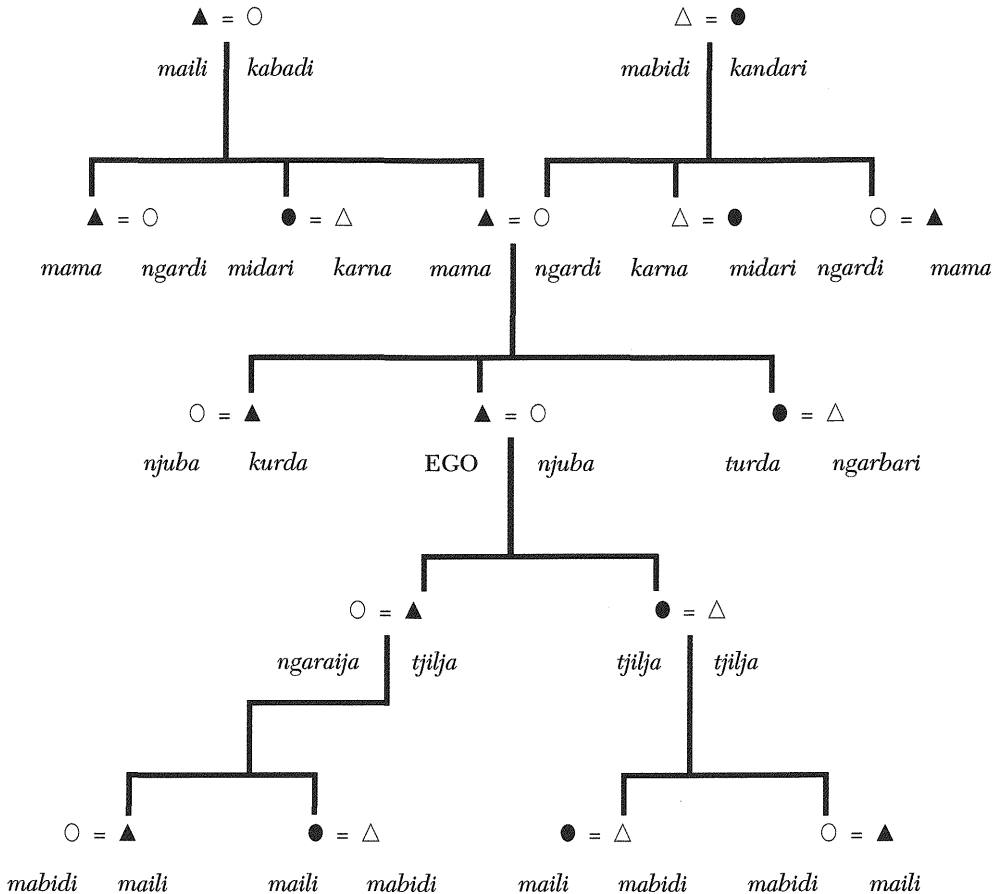 maili kabadi mabidi kandari
mama ngardi midari karna mama ngardi karna midari ngardi mama
njuba kurda EGO njuba turda ngarbari
ngaraija tjilja tjilja tjilja
mabidi maili maili mabidi maili mabidi mabidi maili